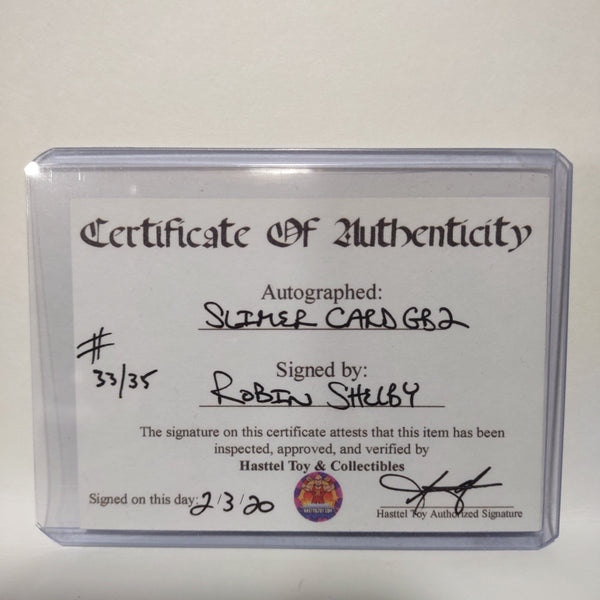 Certificate Of Authenticity
Autographed:
SLIMER CARD GB2
#
33/35
Signed by:
ROBIN SHELBY
The signature on this certificate attests that this item has been
inspected, approved, and verified by
Hasttel Toy & Collectibles
Signed on this day: 2/3/20
Hasttel Toy Authorized Signature